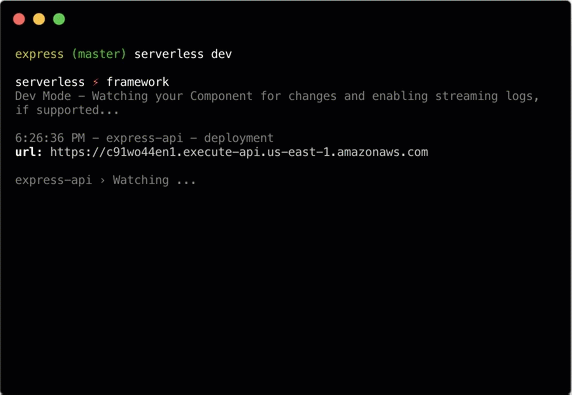 express (master) serverless dev
serverless ⚡ framework
Dev Mode – Watching your Component for changes and enabling streaming logs,
if supported...
6:26:36 PM – express-api – deployment
url: https://c91wo44en1.execute-api.us-east-1.amazonaws.com
express-api › Watching ...